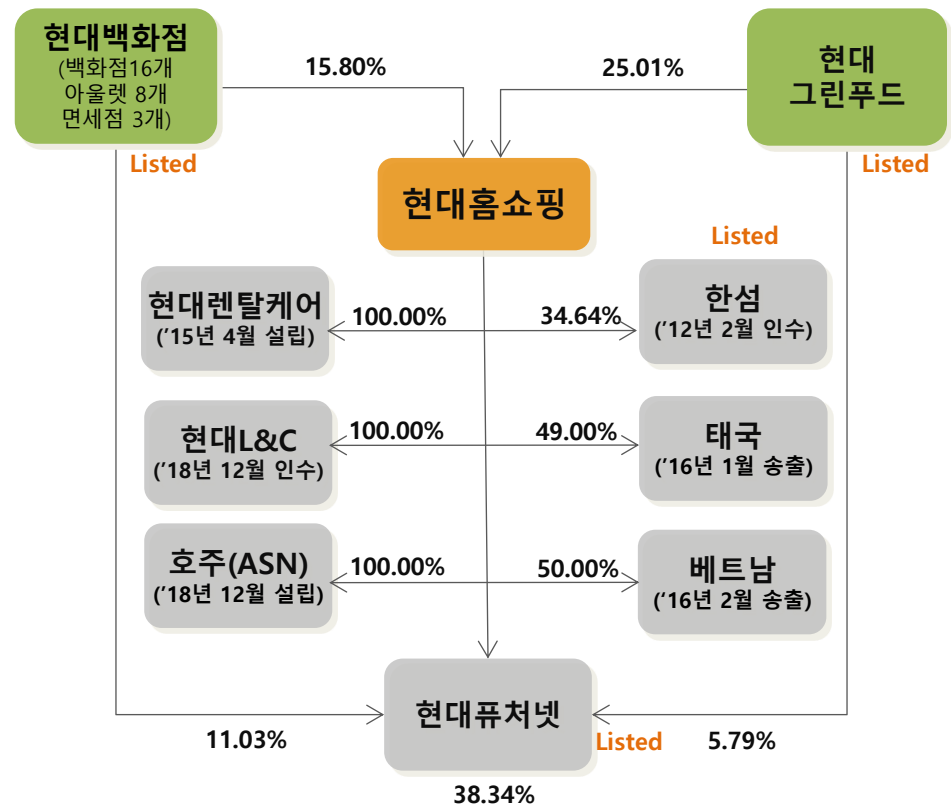 현대백화점
(백화점16개
아울렛 8개
면세점 3개)
15.80%
25.01%
현대
그린푸드
Listed
Listed
현대홈쇼핑
Listed
현대렌탈케어
(’15년 4월 설립)
100.00%
34.64%
한섬
(’12년 2월 인수)
현대L&C
(’18년 12월 인수)
100.00%
49.00%
태국
(’16년 1월 송출)
호주(ASN)
(’18년 12월 설립)
100.00%
50.00%
베트남
(‘16년 2월 송출)
현대퓨처넷
11.03%
Listed
5.79%
38.34%